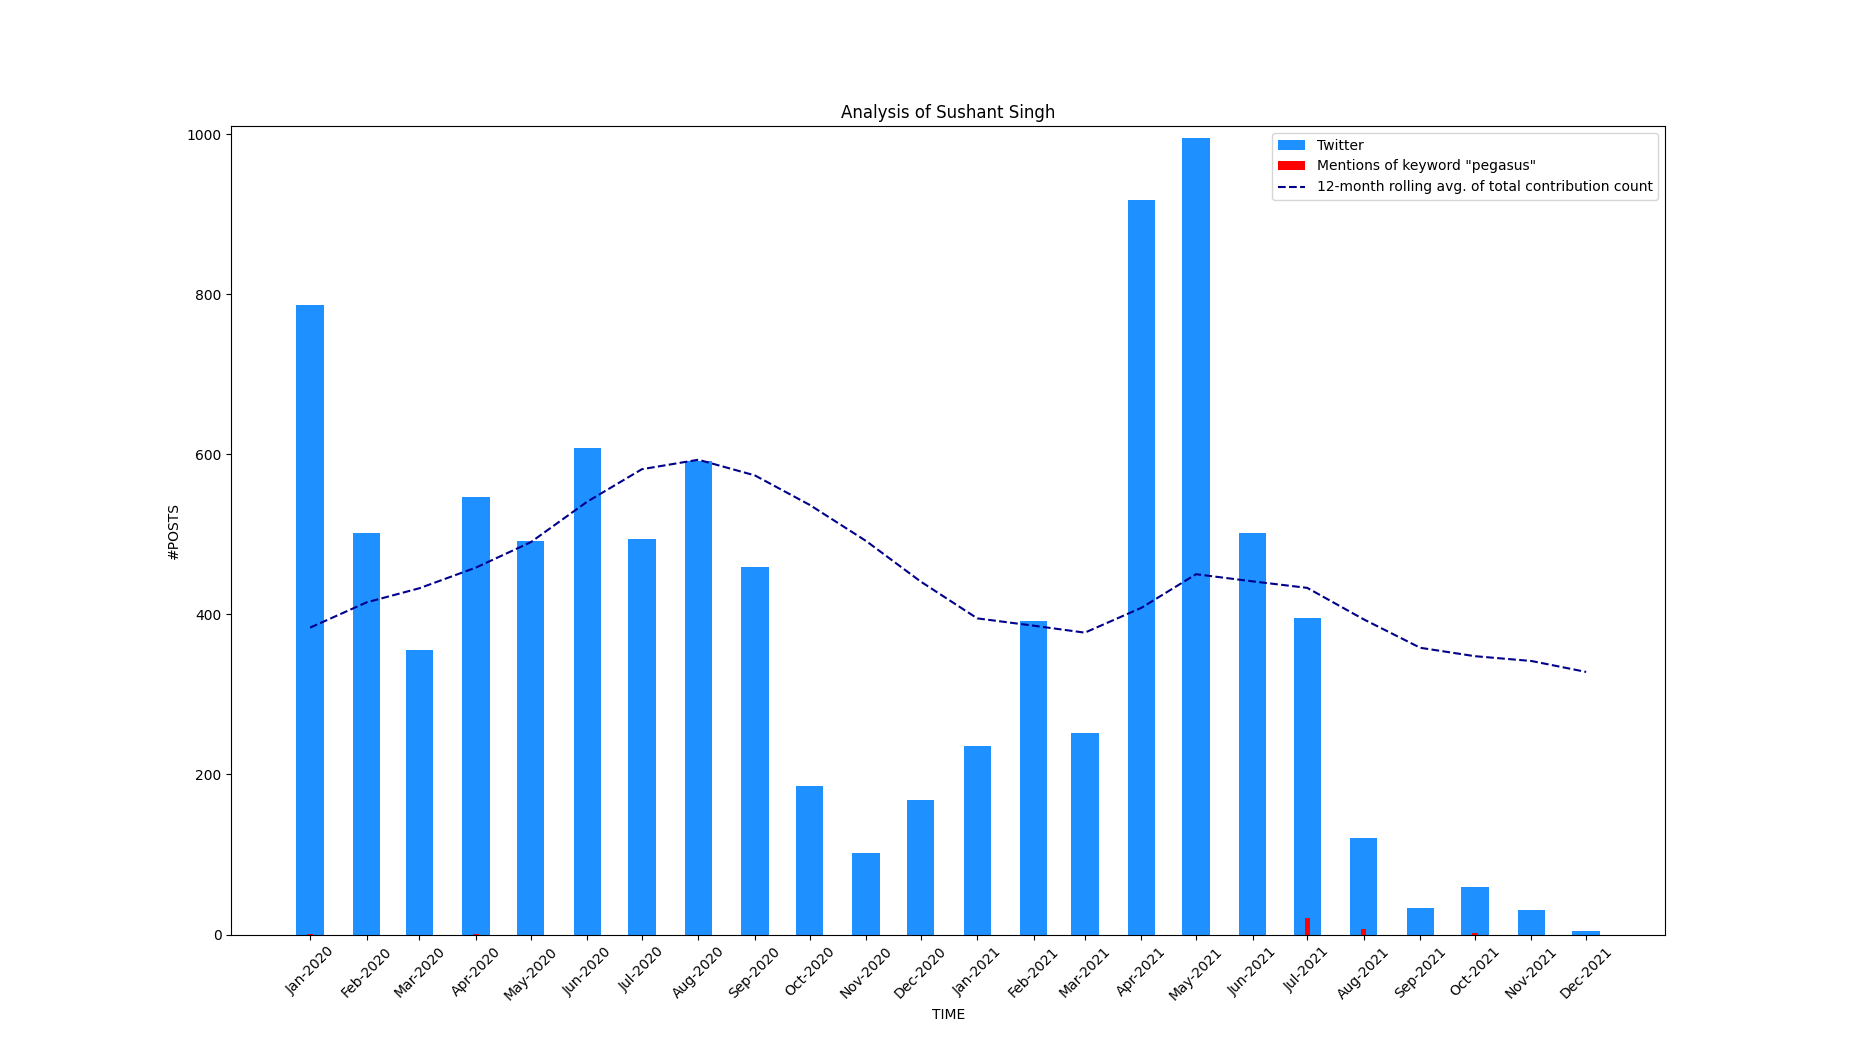 Analysis of Sushant Singh
Twitter
Mentions of keyword "pegasus"
12-month rolling avg. of total contribution count
#POSTS
1000
800
600
400
200
0
Jan-2020
Feb-2020
Mar-2020
Apr-2020
May-2020
Jun-2020
Jul-2020
Aug-2020
Sep-2020
Oct-2020
Nov-2020
Dec-2020
Jan-2021
Feb-2021
Mar-2021
Apr-2021
May-2021
Jun-2021
Jul-2021
Aug-2021
Sep-2021
Oct-2021
Nov-2021
Dec-2021
TIME